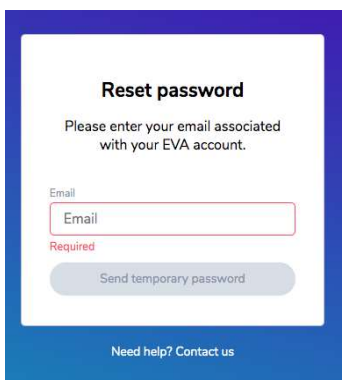 Reset password
Please enter your email associated
with your EVA account.
Email
Email
Required
Send temporary password
Need help? Contact us